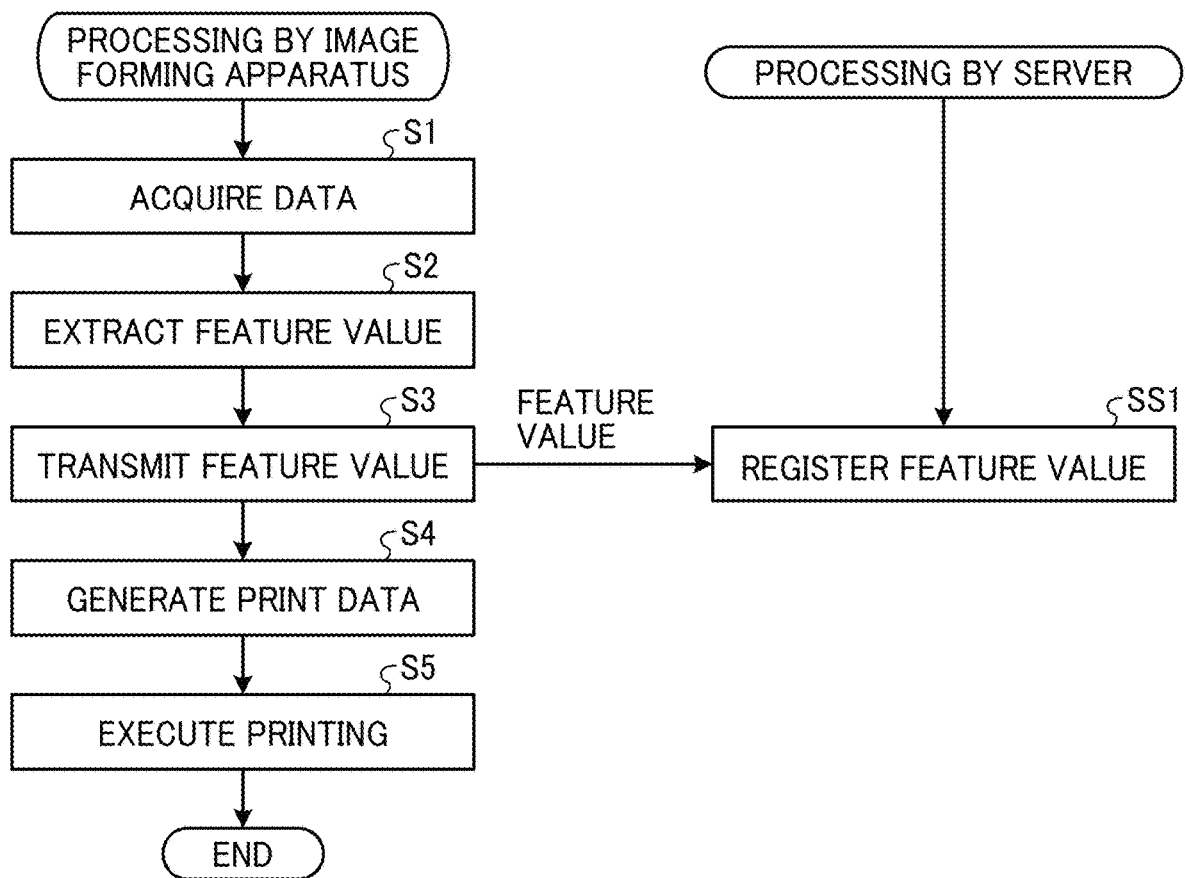 PROCESSING BY IMAGE
FORMING APPARATUS
S1
ACQUIRE DATA
S2
EXTRACT FEATURE VALUE
S3
TRANSMIT FEATURE VALUE
S4
GENERATE PRINT DATA
S5
EXECUTE PRINTING
END
FEATURE
VALUE
PROCESSING BY SERVER
SS1
REGISTER FEATURE VALUE